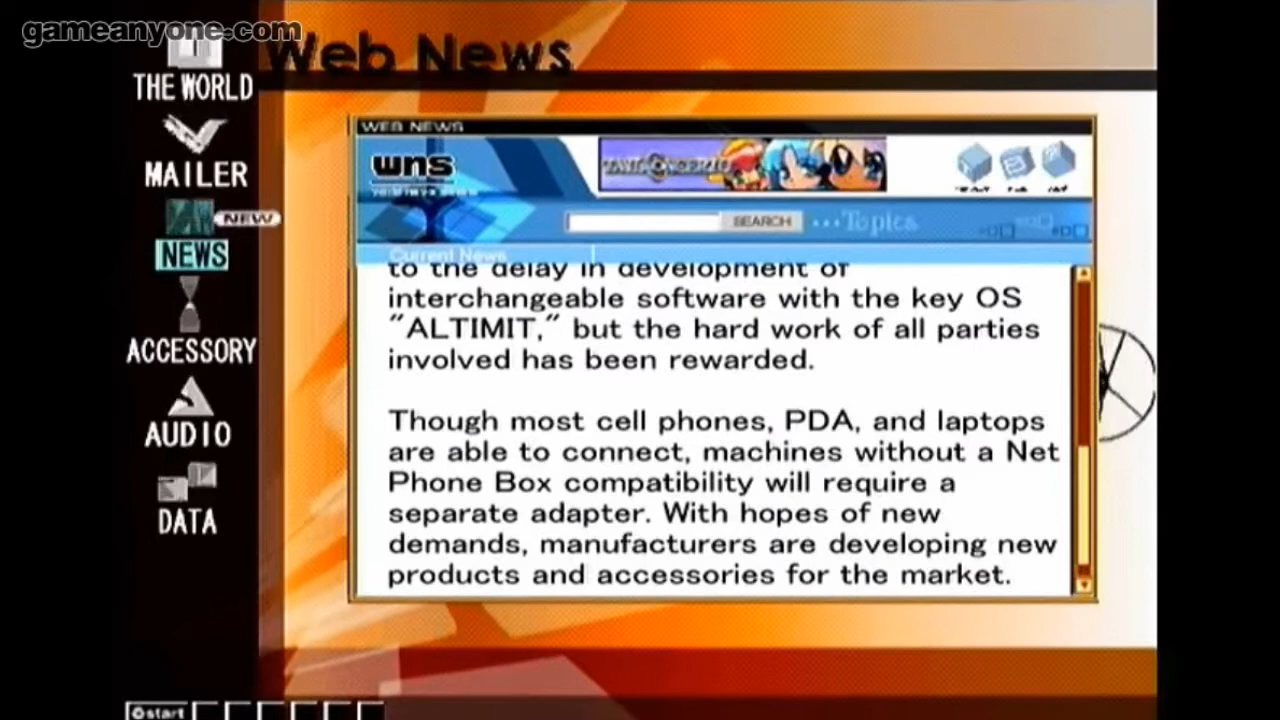 gameanyone.com
Web News
THE WORLD
MAILER
NEW
NEWS
ACCESSORY
AUDIO
DATA
WEB NEWS
wns
SEARCH
...Topics
Current News
to the delay in development of
interchangeable software with the key OS
"ALTIMIT," but the hard work of all parties
involved has been rewarded.
Though most cell phones, PDA, and laptops
are able to connect, machines without a Net
Phone Box compatibility will require a
separate adapter. With hopes of new
demands, manufacturers are developing new
products and accessories for the market.
start